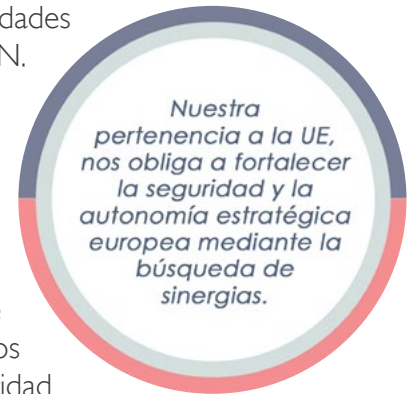 dades
N.
Nuestra
pertenencia a la UE,
nos obliga a fortalecer
la seguridad y la
autonomía estratégica
europea mediante la
búsqueda de
sinergias.
os
idad